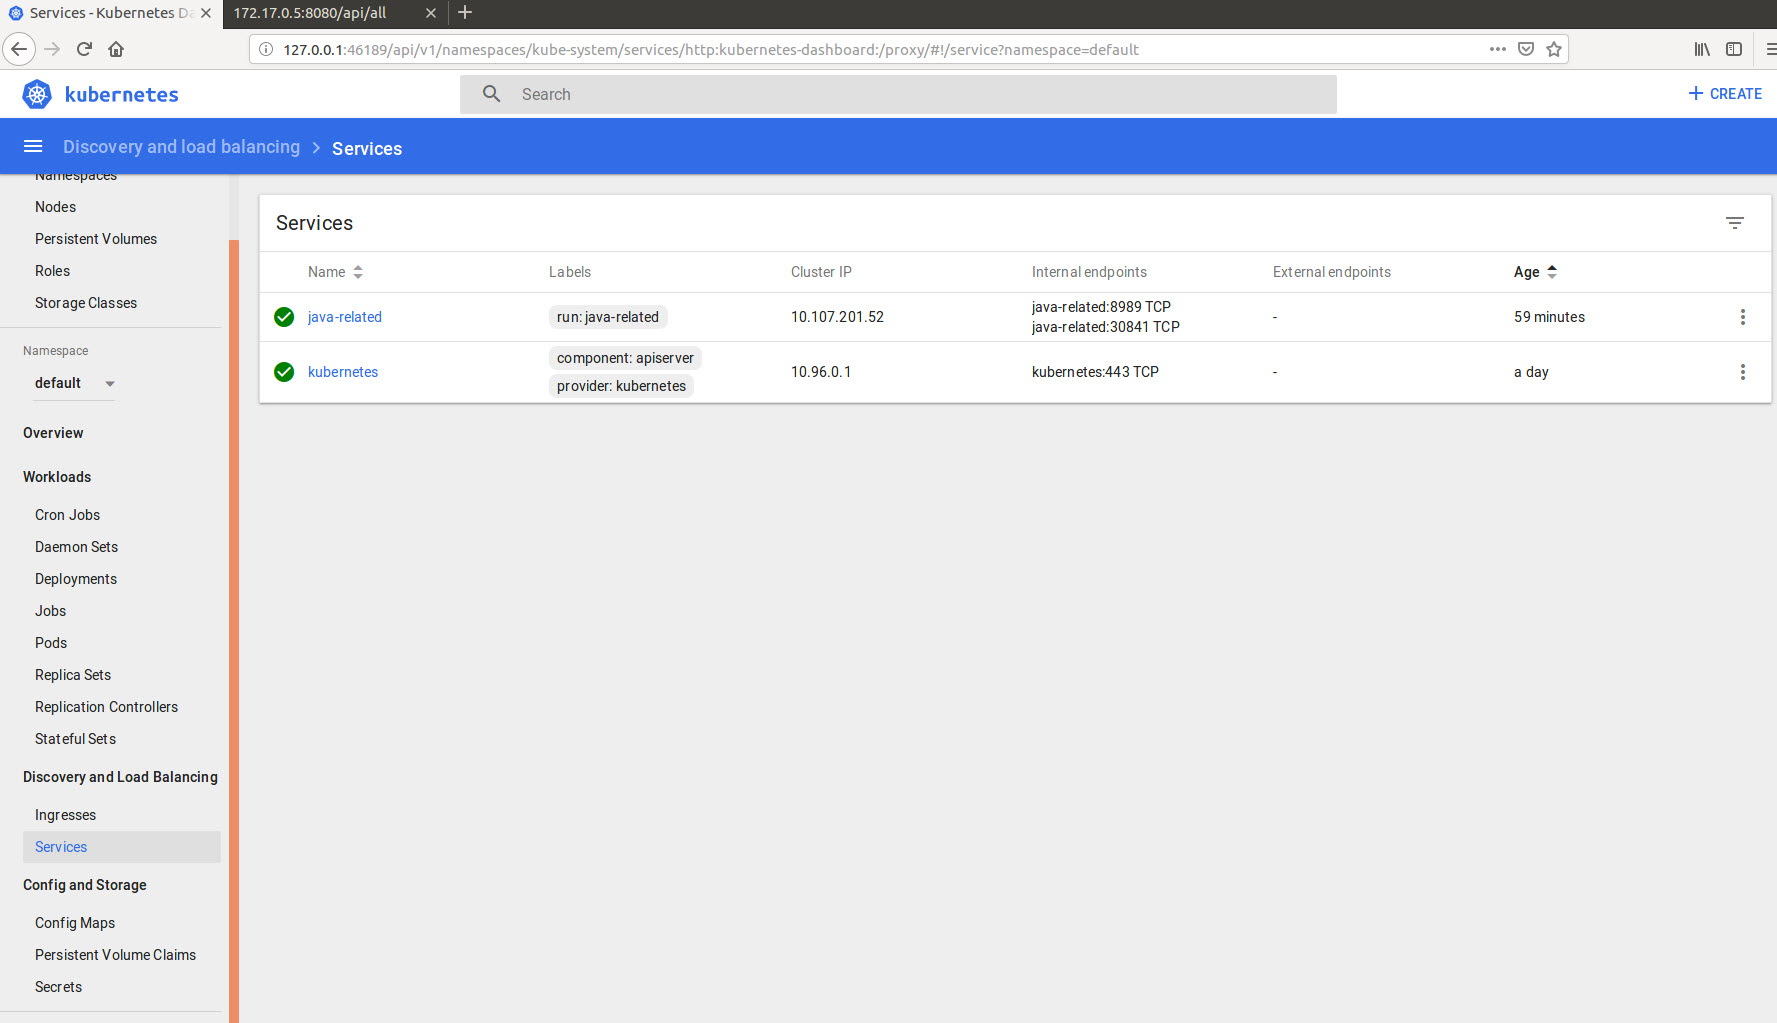 Services - Kubernetes Da
172.17.0.5:8080/api/all
127.0.0.1:46189/api/v1/namespaces/kube-system/services/http:kubernetes-dashboard:/proxy/#!/service?namespace=default
kubernetes
Search
+ CREATE
Discovery and load balancing > Services
Namespaces
Nodes
Persistent Volumes
Roles
Storage Classes
Namespace
default
Overview
Workloads
Cron Jobs
Daemon Sets
Deployments
Jobs
Pods
Replica Sets
Replication Controllers
Stateful Sets
Discovery and Load Balancing
Ingresses
Services
Config and Storage
Config Maps
Persistent Volume Claims
Secrets
Services
Name Labels Cluster IP Internal endpoints External endpoints Age
java-related run: java-related 10.107.201.52 java-related:8989 TCP - 59 minutes
java-related:30841 TCP
component: apiserver
kubernetes 10.96.0.1 kubernetes:443 TCP - a day
provider: kubernetes